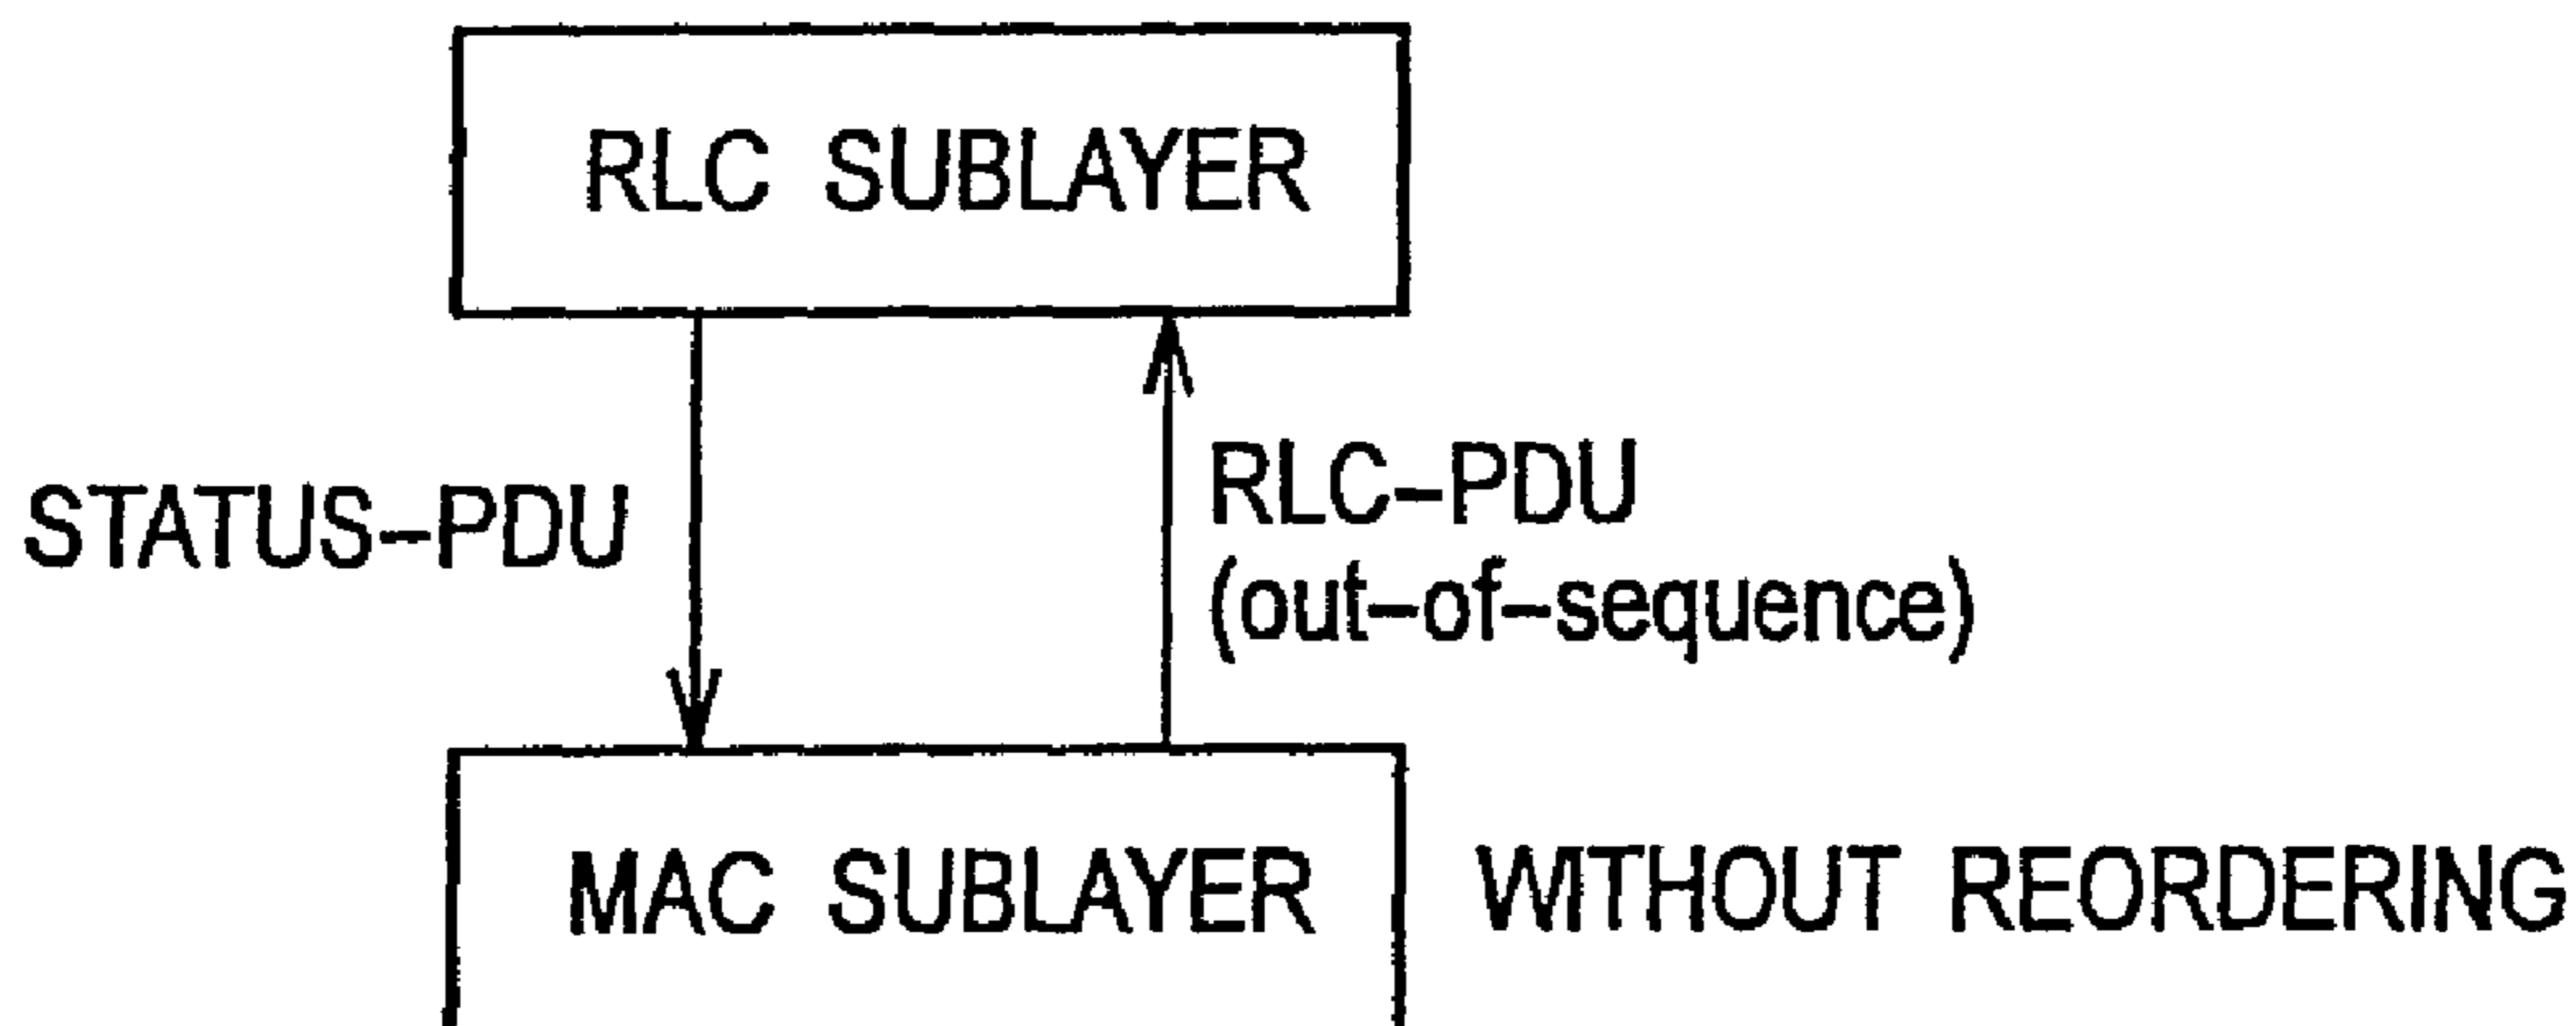 RLC SUBLAYER
STATUS-PDU
RLC-PDU
(out-of-sequence)
MAC SUBLAYER
WITHOUT REORDERING